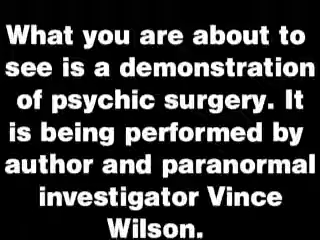 What you are about to
see is a demonstration
of psychic surgery. It
is being performed by
author and paranormal
investigator Vince
Wilson.